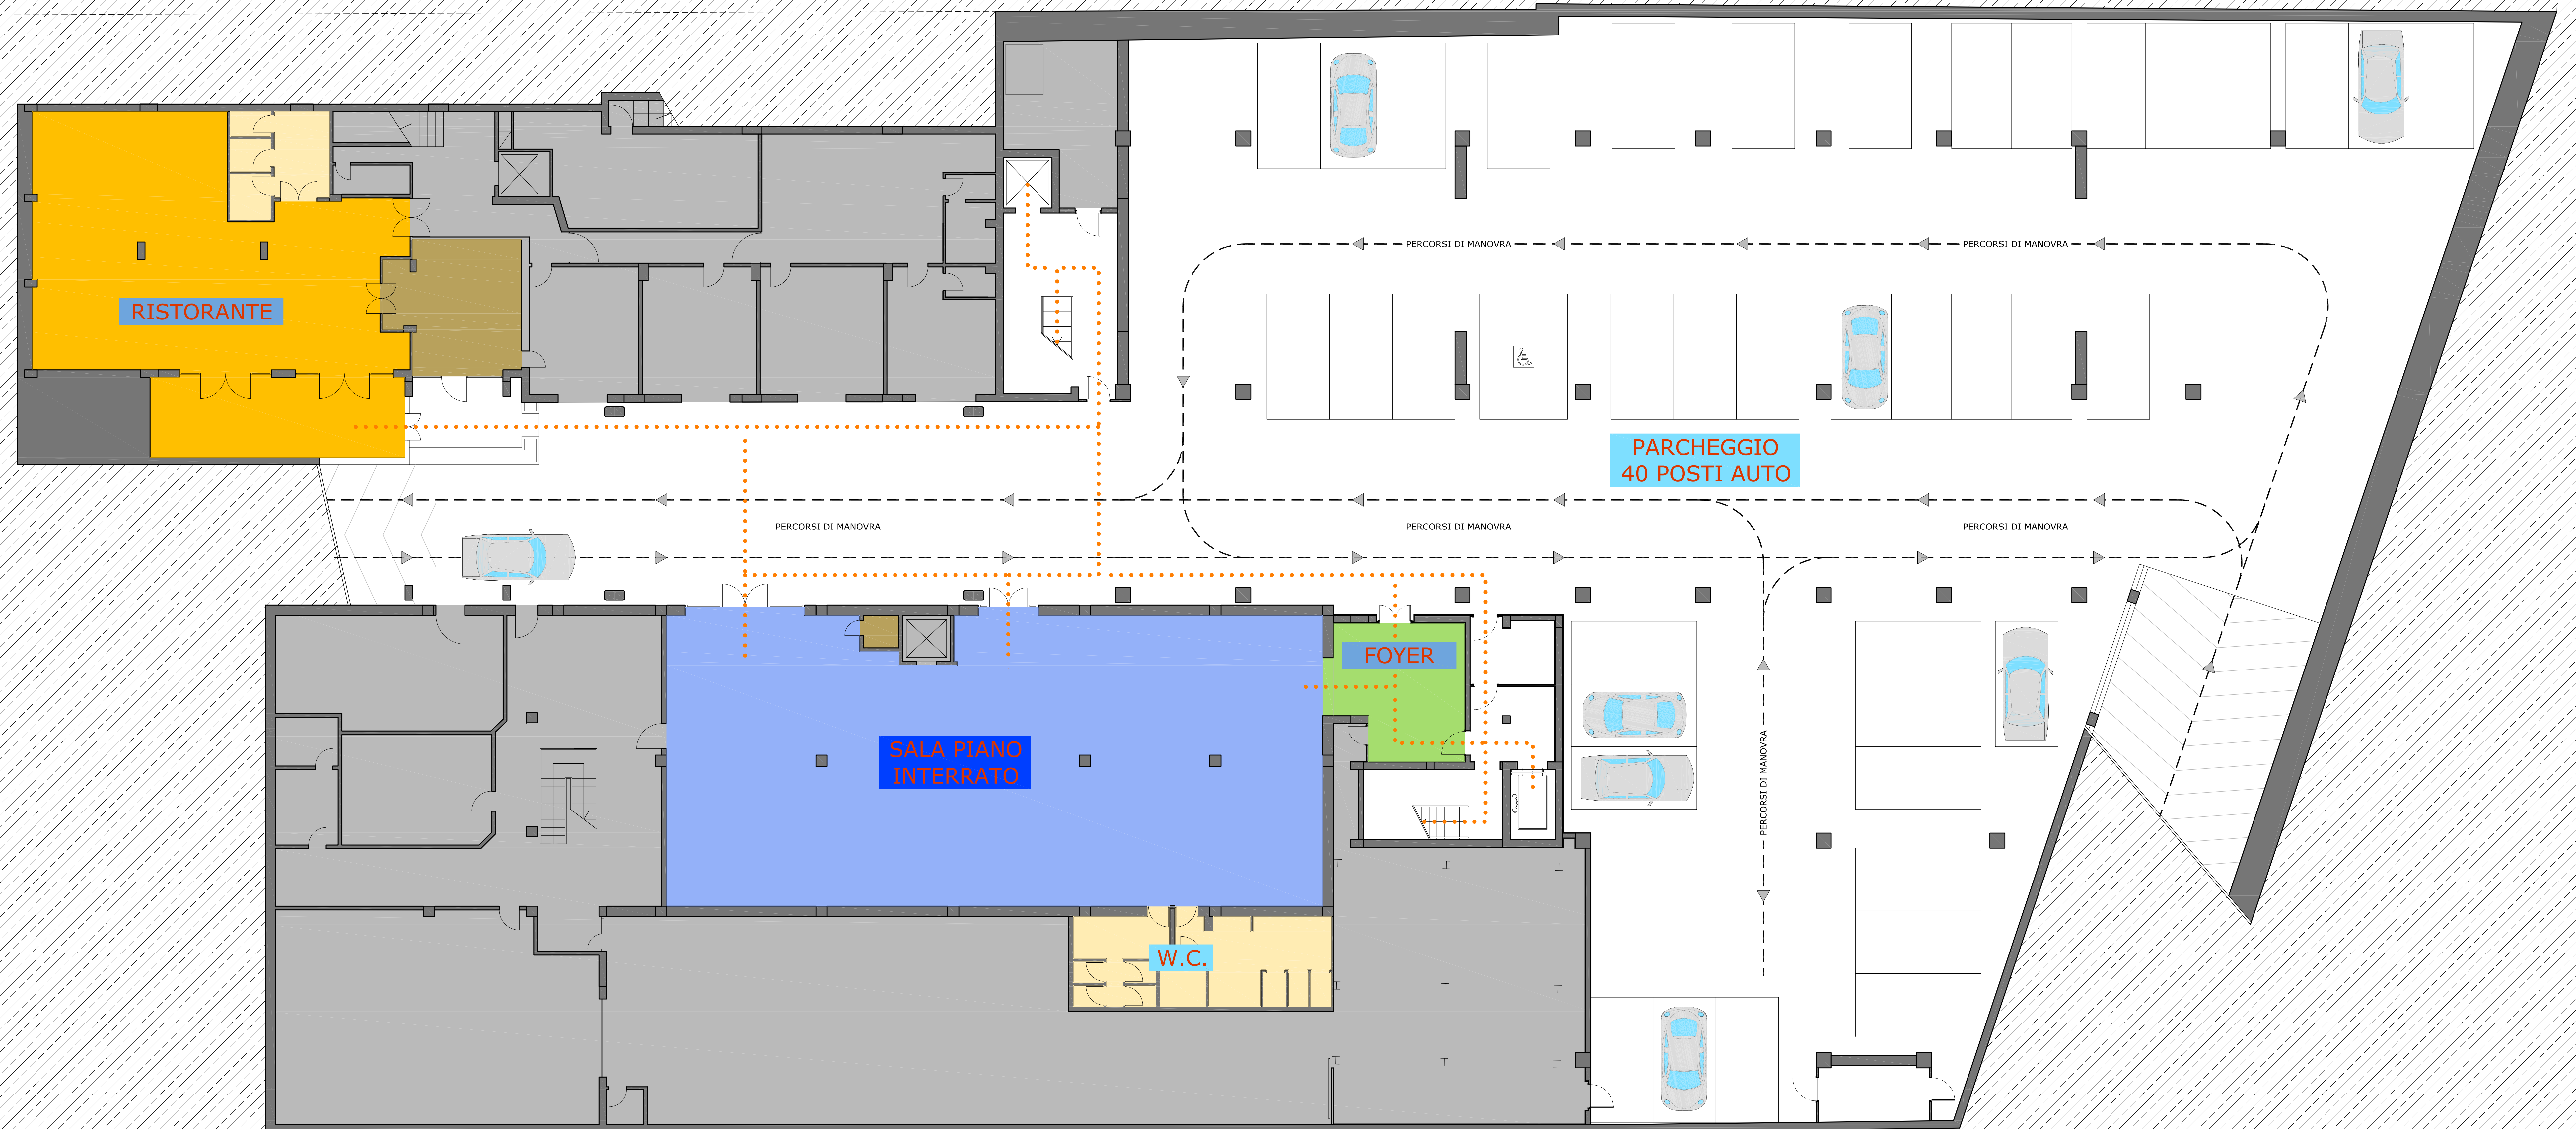 PERCORSI DI MANOVRA
PERCORSI DI MANOVRA
RISTORANTE
PARCHEGGIO
40 POSTI AUTO
PERCORSI DI MANOVRA
PERCORSI DI MANOVRA
PERCORSI DI MANOVRA
FOYER
SALA PIANO
INTERRATO
PERCORSI DI MANOVRA
W.C.